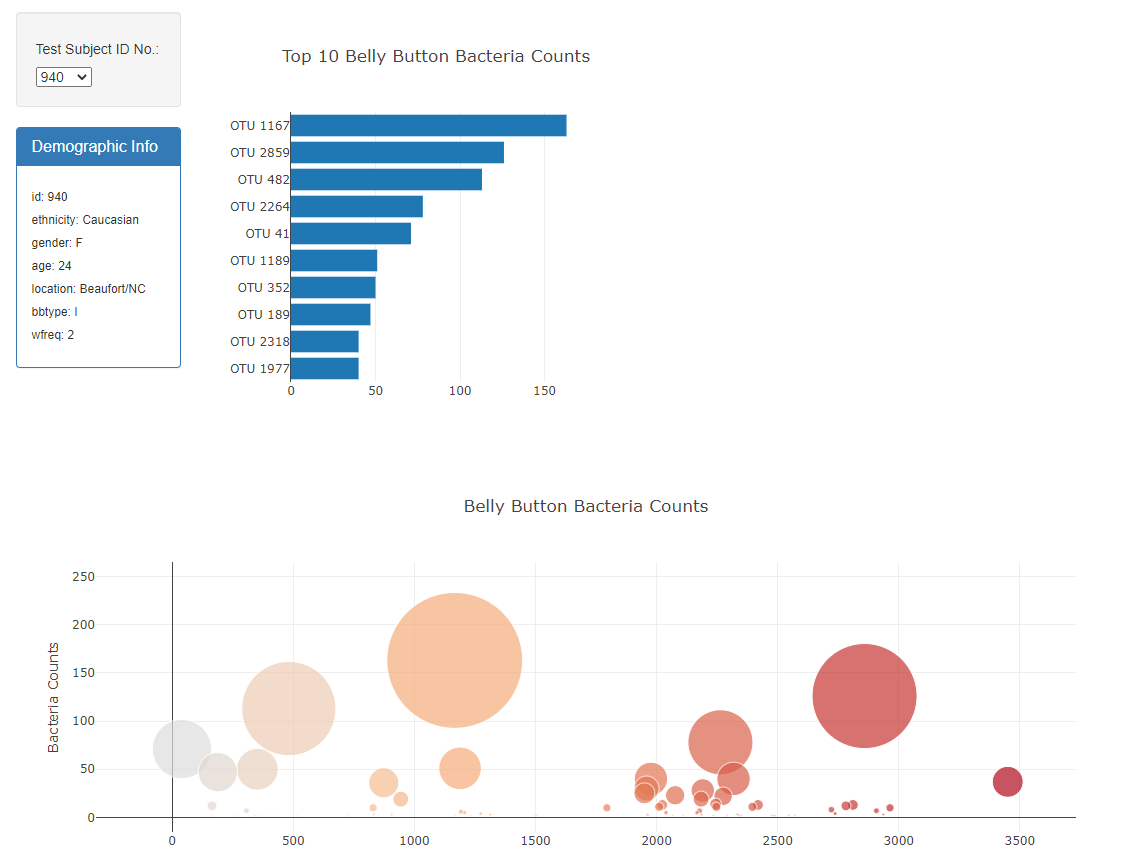 Test Subject ID No.:
940
Demographic Info
id: 940
ethnicity: Caucasian
gender: F
age: 24
location: Beaufort/NC
bbtype: I
wfreq: 2
Top 10 Belly Button Bacteria Counts
OTU 1167
OTU 2859
OTU 482
OTU 2264
OTU 41
OTU 1189
OTU 352
OTU 189
OTU 2318
OTU 1977
0 50 100 150
Belly Button Bacteria Counts
Bacteria Counts
250
200
150
100
50
0
0 500 1000 1500 2000 2500 3000 3500